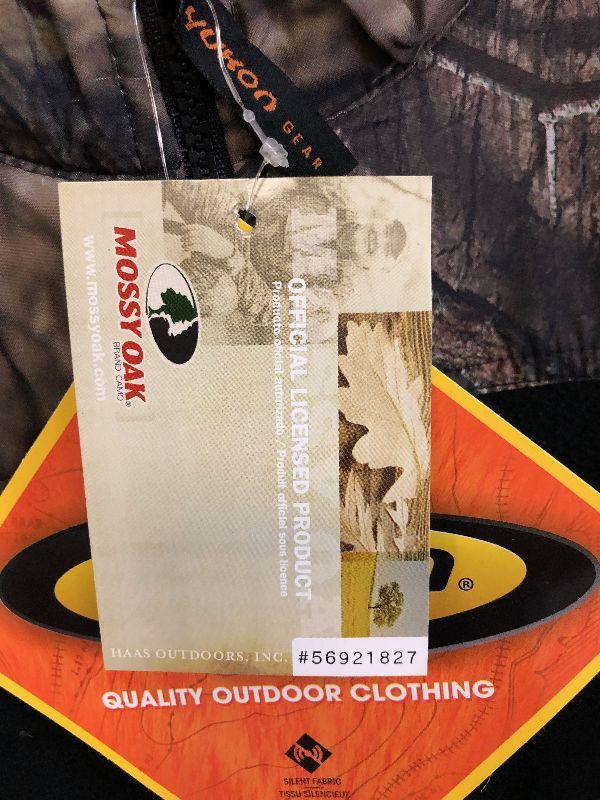 YUKON
GEAR
MOSSY OAK®
BRAND CAMO
www.mossyoak.com
OFFICIAL LICENSED PRODUCT
Producto oficial autorizado / Produit officiel sous licence
HAAS OUTDOORS, INC.
#56921827
®
QUALITY OUTDOOR CLOTHING
SILENT FABRIC
TISSU SILENCIEUX